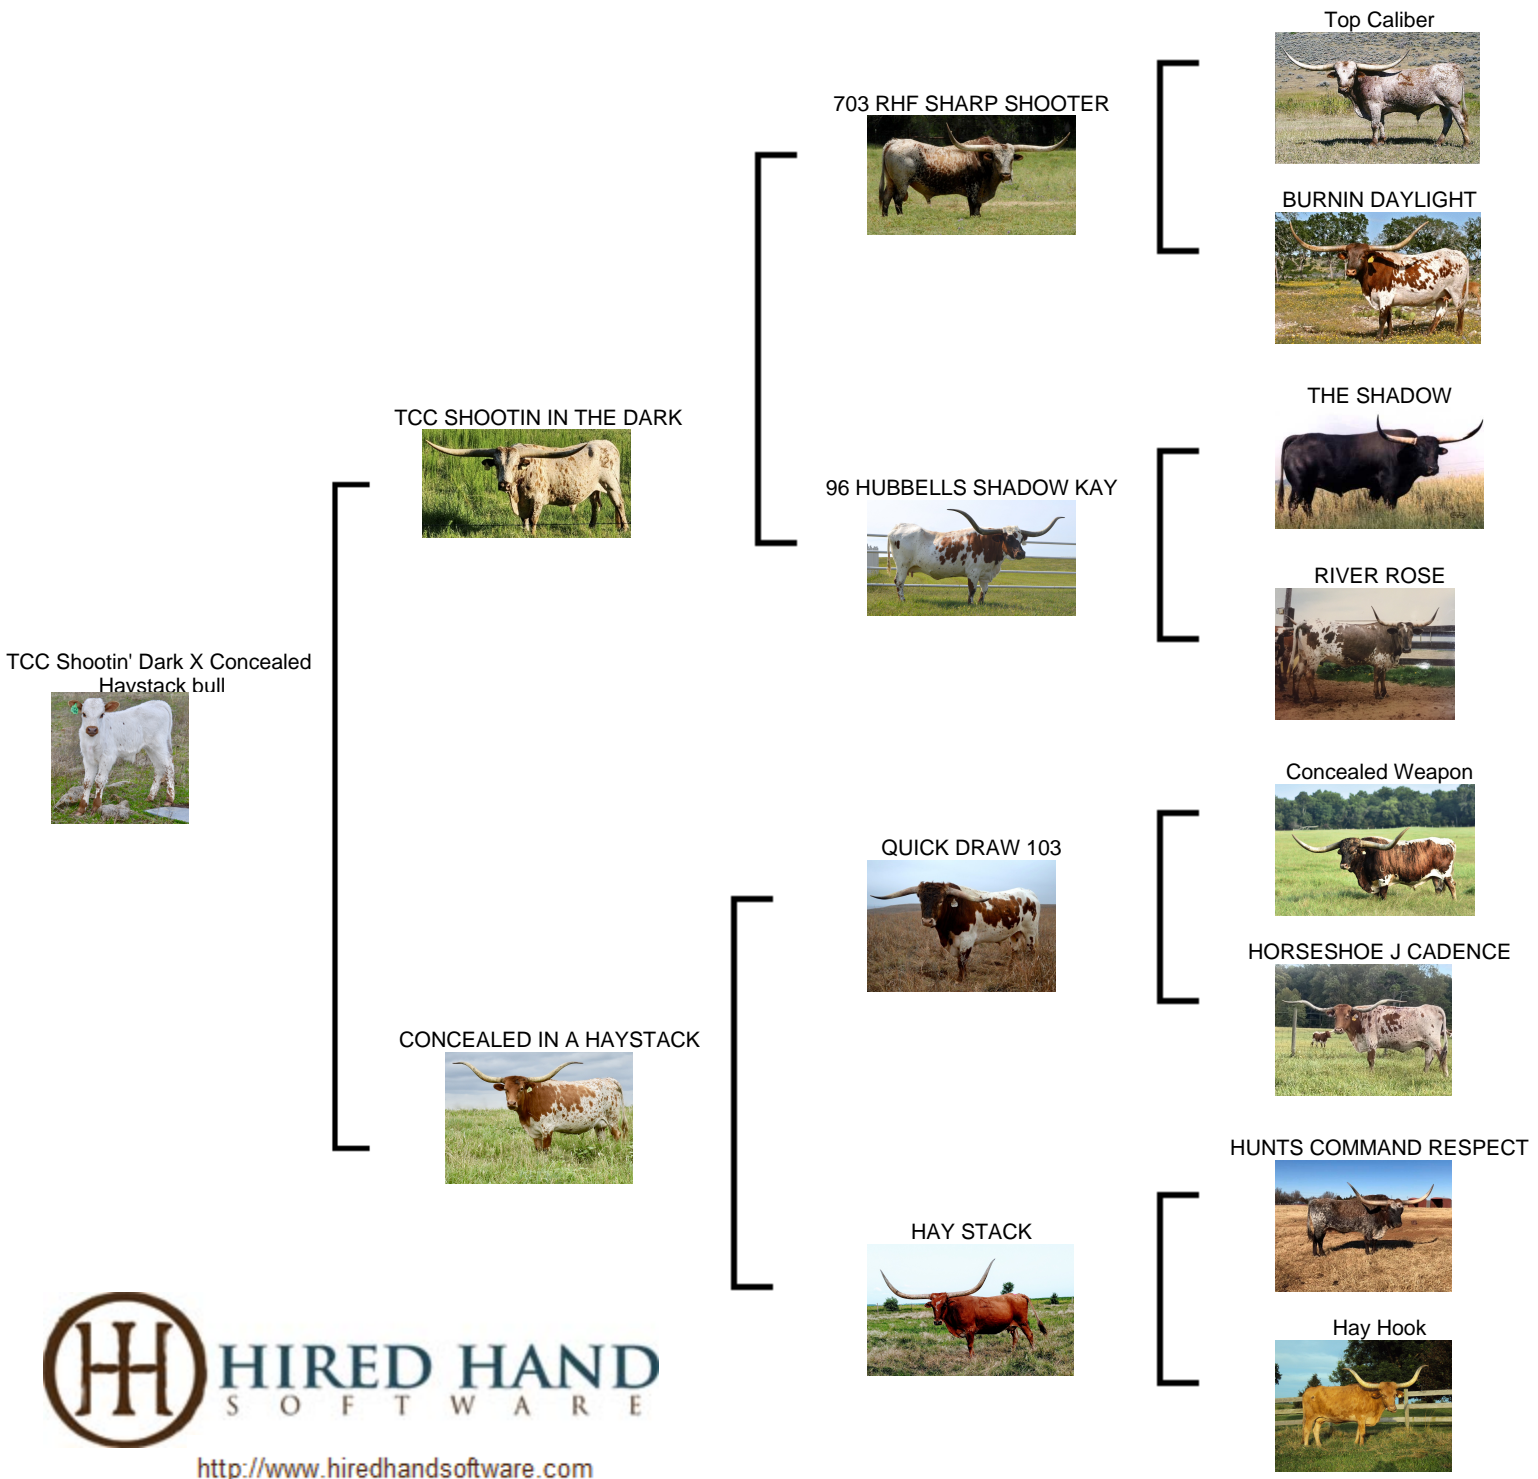 Top Caliber
703 RHF SHARP SHOOTER
BURNIN DAYLIGHT
TCC SHOOTIN IN THE DARK
THE SHADOW
96 HUBBELLS SHADOW KAY
RIVER ROSE
TCC Shootin' Dark X Concealed
Haystack bull
Concealed Weapon
QUICK DRAW 103
HORSESHOE J CADENCE
CONCEALED IN A HAYSTACK
HUNTS COMMAND RESPECT
HAY STACK
Hay Hook
HIRED HAND
SOFTWARE
http://www.hiredhandsoftware.com